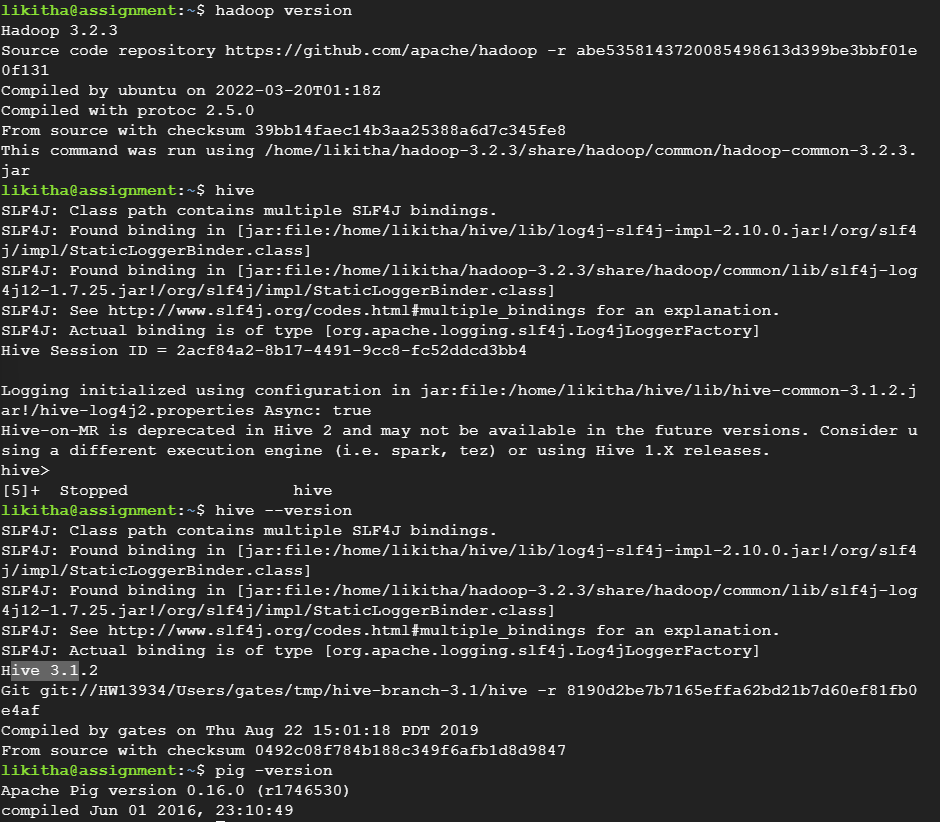 likitha@assignment:~$ hadoop version
Hadoop 3.2.3
Source code repository https://github.com/apache/hadoop -r abe5358143720085498613d399be3bbf01e
0f131
Compiled by ubuntu on 2022-03-20T01:18Z
Compiled with protoc 2.5.0
From source with checksum 39bb14faec14b3aa25388a6d7c345fe8
This command was run using /home/likitha/hadoop-3.2.3/share/hadoop/common/hadoop-common-3.2.3.
jar
likitha@assignment:~$ hive
SLF4J: Class path contains multiple SLF4J bindings.
SLF4J: Found binding in [jar:file:/home/likitha/hive/lib/log4j-slf4j-impl-2.10.0.jar!/org/slf4
j/impl/StaticLoggerBinder.class]
SLF4J: Found binding in [jar:file:/home/likitha/hadoop-3.2.3/share/hadoop/common/lib/slf4j-log
4j12-1.7.25.jar!/org/slf4j/impl/StaticLoggerBinder.class]
SLF4J: See http://www.slf4j.org/codes.html#multiple_bindings for an explanation.
SLF4J: Actual binding is of type [org.apache.logging.slf4j.Log4jLoggerFactory]
Hive Session ID = 2acf84a2-8b17-4491-9cc8-fc52ddcd3bb4
Logging initialized using configuration in jar:file:/home/likitha/hive/lib/hive-common-3.1.2.j
ar!/hive-log4j2.properties Async: true
Hive-on-MR is deprecated in Hive 2 and may not be available in the future versions. Consider u
sing a different execution engine (i.e. spark, tez) or using Hive 1.X releases.
hive>
[5]+  Stopped                 hive
likitha@assignment:~$ hive --version
SLF4J: Class path contains multiple SLF4J bindings.
SLF4J: Found binding in [jar:file:/home/likitha/hive/lib/log4j-slf4j-impl-2.10.0.jar!/org/slf4
j/impl/StaticLoggerBinder.class]
SLF4J: Found binding in [jar:file:/home/likitha/hadoop-3.2.3/share/hadoop/common/lib/slf4j-log
4j12-1.7.25.jar!/org/slf4j/impl/StaticLoggerBinder.class]
SLF4J: See http://www.slf4j.org/codes.html#multiple_bindings for an explanation.
SLF4J: Actual binding is of type [org.apache.logging.slf4j.Log4jLoggerFactory]
Hive 3.1.2
Git git://HW13934/Users/gates/tmp/hive-branch-3.1/hive -r 8190d2be7b7165effa62bd21b7d60ef81fb0
e4af
Compiled by gates on Thu Aug 22 15:01:18 PDT 2019
From source with checksum 0492c08f784b188c349f6afb1d8d9847
likitha@assignment:~$ pig -version
Apache Pig version 0.16.0 (r1746530)
compiled Jun 01 2016, 23:10:49